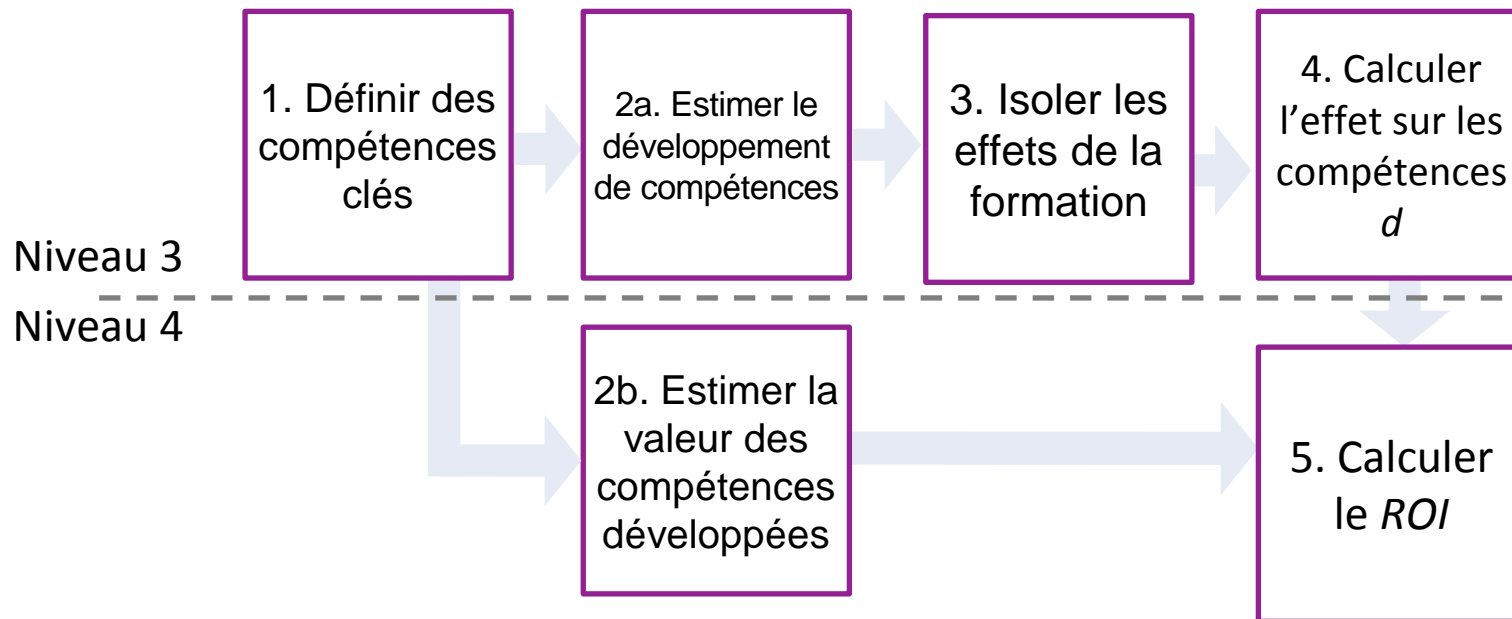 1. Définir des
compétences
clés
2a. Estimer le
développement
de compétences
3. Isoler les
effets de la
formation
4. Calculer
l’effet sur les
compétences
d
Niveau 3
Niveau 4
2b. Estimer la
valeur des
compétences
développées
5. Calculer
le ROI